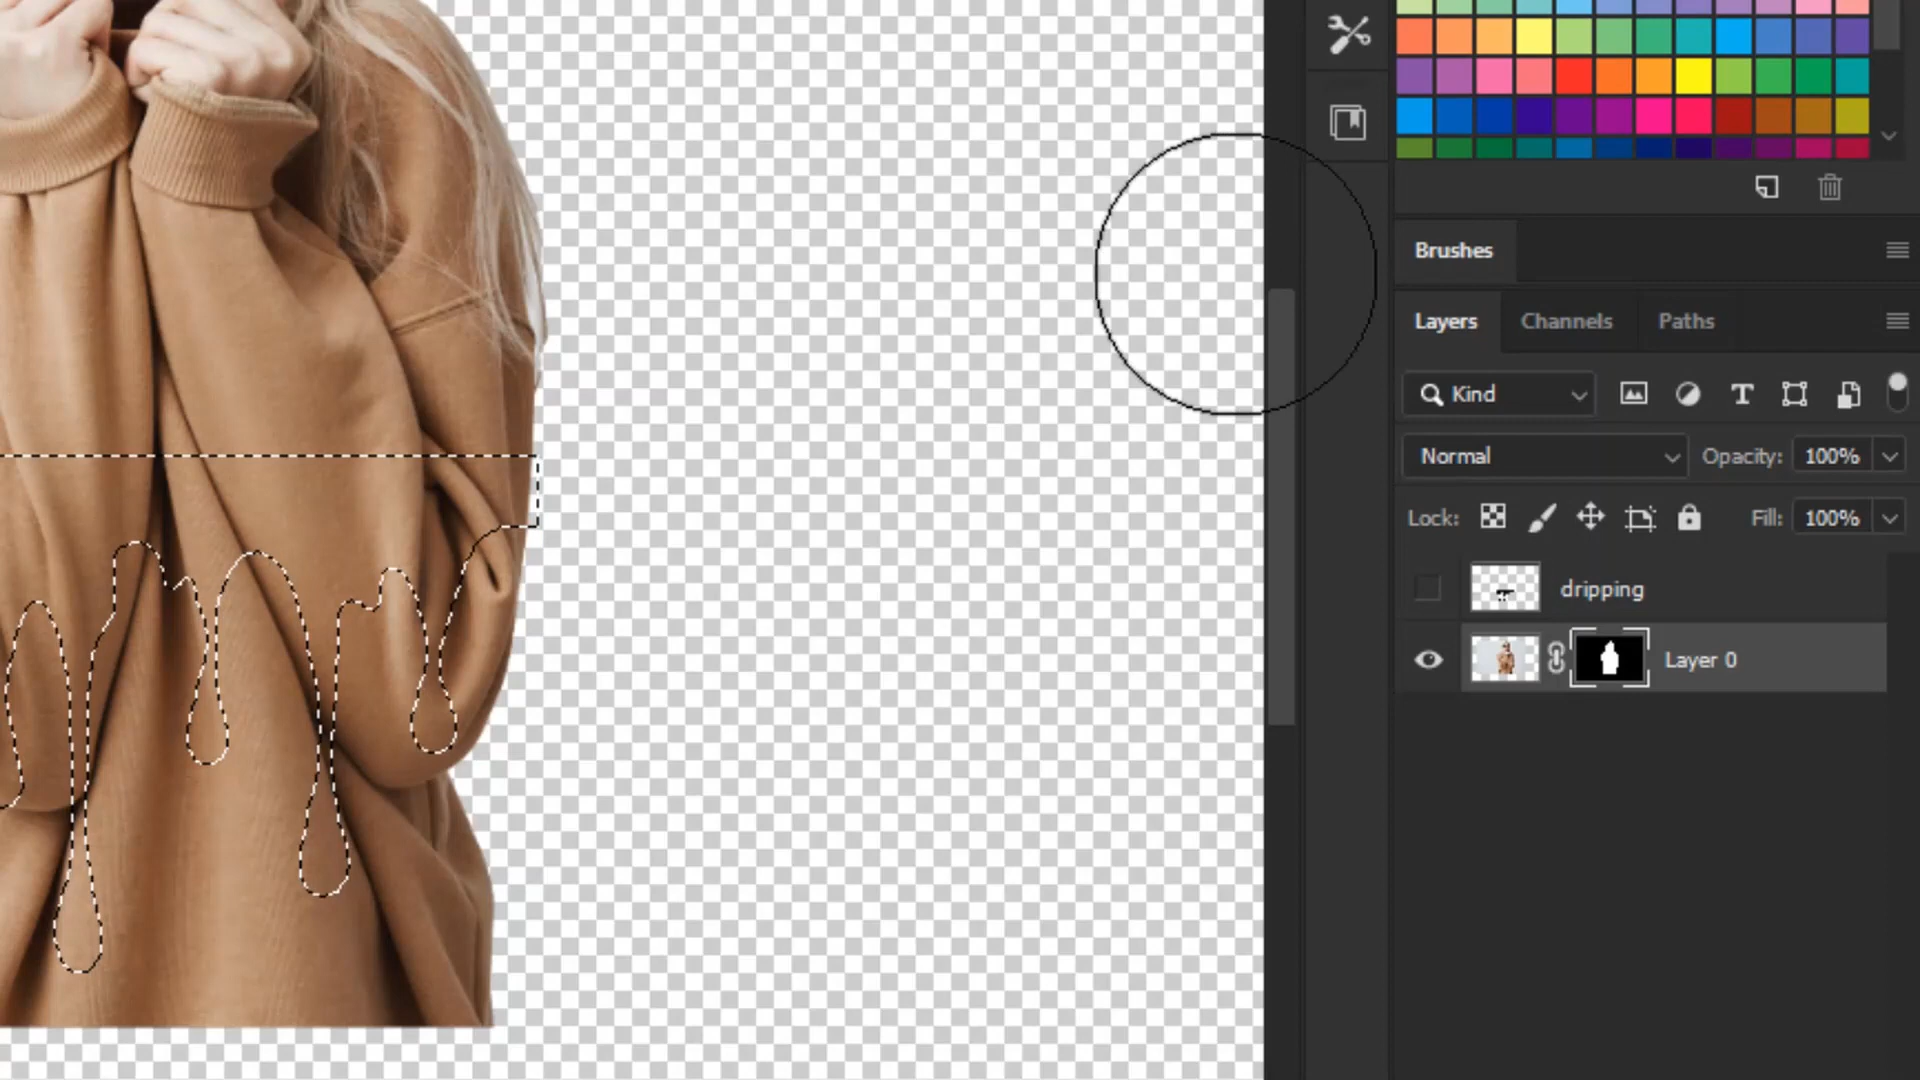 Brushes
Layers Channels Paths
Kind
Normal Opacity: 100%
Lock: Fill: 100%
dripping
Layer 0